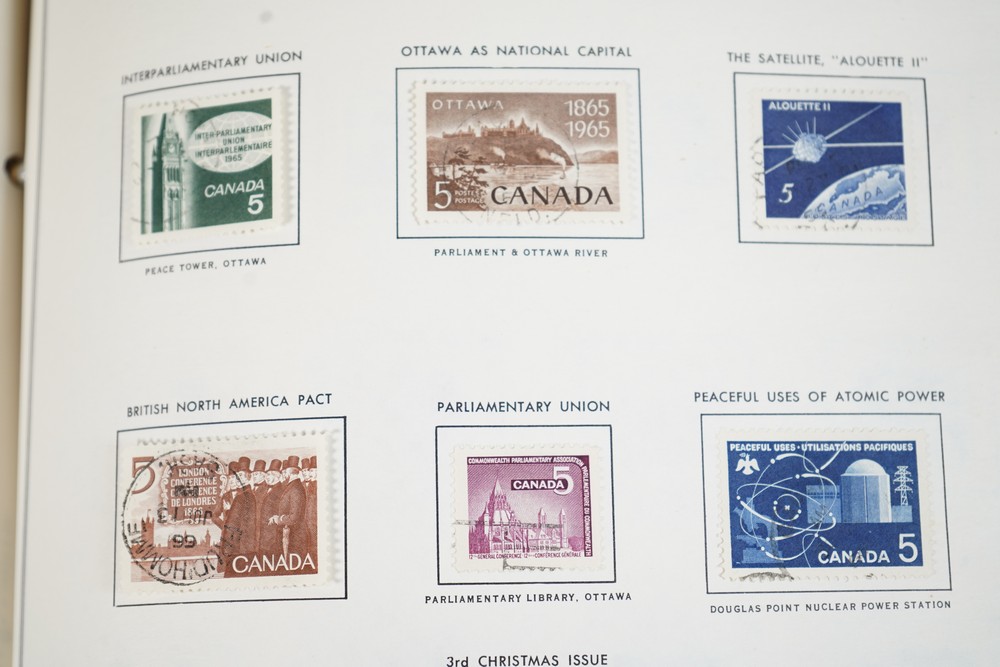 INTERPARLIAMENTARY UNION
INTER-PARLIAMENTARY
UNION
INTERPARLEMENTAIRE
1965
CANADA
5
PEACE TOWER, OTTAWA
OTTAWA AS NATIONAL CAPITAL
OTTAWA
1865
1965
5 POSTES
POSTAGE
CANADA
PARLIAMENT & OTTAWA RIVER
THE SATELLITE, "ALOUETTE II"
ALOUETTE II
5
CANADA
BRITISH NORTH AMERICA PACT
5
LONDON
CONFERENCE
DE LONDRES
CANADA
PARLIAMENTARY UNION
COMMONWEALTH PARLIAMENTARY ASSOCIATION
CANADA 5
12TH GENERAL CONFERENCE 12e CONFÉRENCE GÉNÉRALE
PARLIAMENTARY LIBRARY, OTTAWA
PEACEFUL USES OF ATOMIC POWER
PEACEFUL USES - UTILISATIONS PACIFIQUES
CANADA 5
DOUGLAS POINT NUCLEAR POWER STATION
3rd CHRISTMAS ISSUE